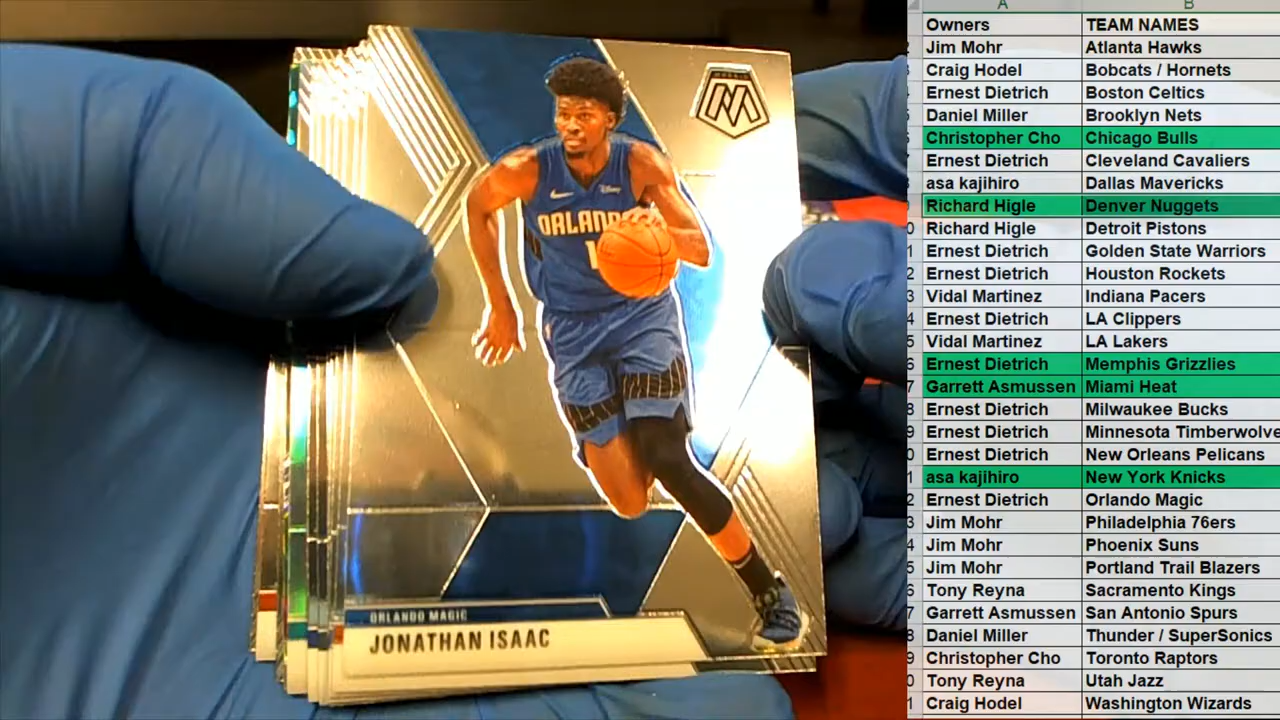 A B
Owners TEAM NAMES
Jim Mohr Atlanta Hawks
Craig Hodel Bobcats / Hornets
Ernest Dietrich Boston Celtics
Daniel Miller Brooklyn Nets
Christopher Cho Chicago Bulls
Ernest Dietrich Cleveland Cavaliers
asa kajihiro Dallas Mavericks
Richard Higle Denver Nuggets
Richard Higle Detroit Pistons
Ernest Dietrich Golden State Warriors
Ernest Dietrich Houston Rockets
Vidal Martinez Indiana Pacers
Ernest Dietrich LA Clippers
Vidal Martinez LA Lakers
Ernest Dietrich Memphis Grizzlies
Garrett Asmussen Miami Heat
Ernest Dietrich Milwaukee Bucks
Ernest Dietrich Minnesota Timberwolve
Ernest Dietrich New Orleans Pelicans
asa kajihiro New York Knicks
Ernest Dietrich Orlando Magic
Jim Mohr Philadelphia 76ers
Jim Mohr Phoenix Suns
Jim Mohr Portland Trail Blazers
Tony Reyna Sacramento Kings
Garrett Asmussen San Antonio Spurs
Daniel Miller Thunder / SuperSonics
Christopher Cho Toronto Raptors
Tony Reyna Utah Jazz
Craig Hodel Washington Wizards
MOSAIC
Disney
ORLAND
1
ORLANDO MAGIC
JONATHAN ISAAC